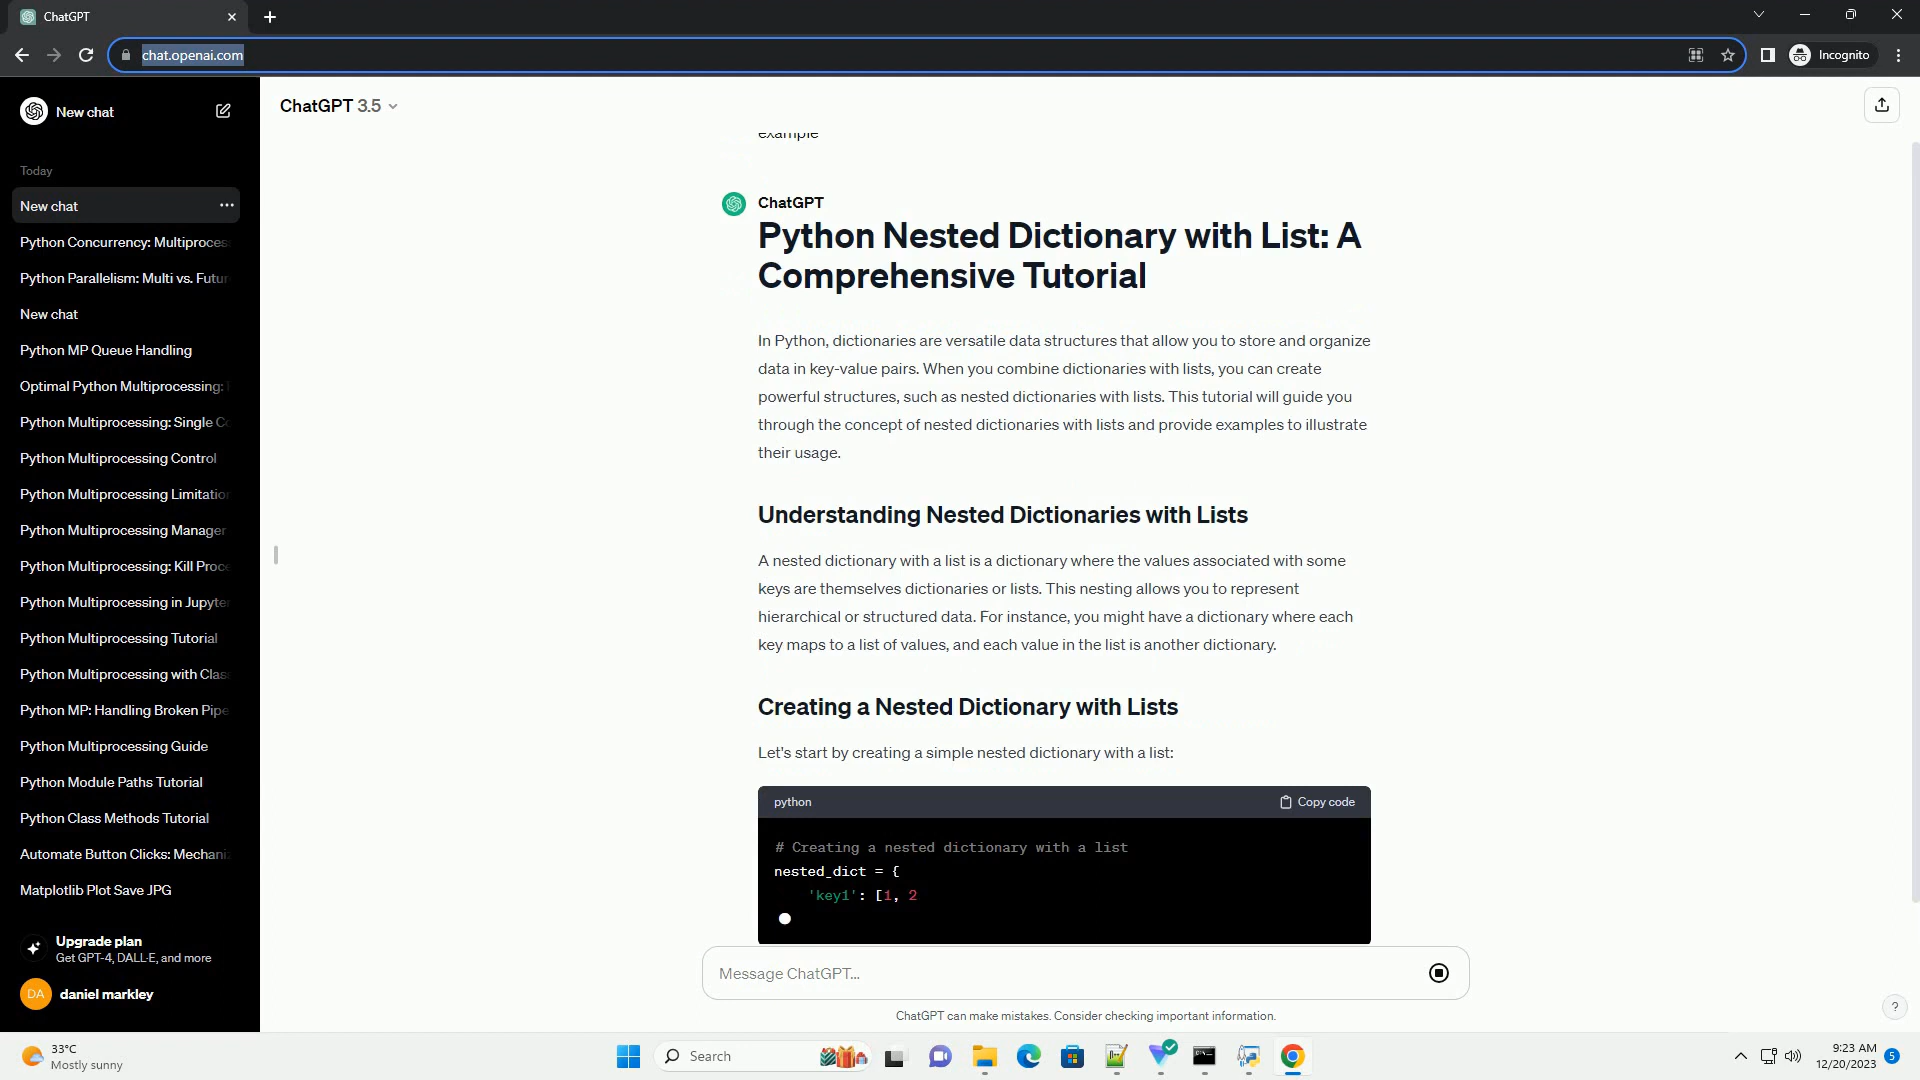 ChatGPT
chat.openai.com
Incognito
New chat
Today
New chat
Python Concurrency: Multiproces
Python Parallelism: Multi vs. Futu
New chat
Python MP Queue Handling
Optimal Python Multiprocessing:
Python Multiprocessing: Single Co
Python Multiprocessing Control
Python Multiprocessing Limitation
Python Multiprocessing Manager
Python Multiprocessing: Kill Proce
Python Multiprocessing in Jupyter
Python Multiprocessing Tutorial
Python Multiprocessing with Clas
Python MP: Handling Broken Pipe
Python Multiprocessing Guide
Python Module Paths Tutorial
Python Class Methods Tutorial
Automate Button Clicks: Mechani
Matplotlib Plot Save JPG
Upgrade plan
Get GPT-4, DALL·E, and more
DA daniel markley
ChatGPT 3.5
example
ChatGPT
Python Nested Dictionary with List: A
Comprehensive Tutorial
In Python, dictionaries are versatile data structures that allow you to store and organize
data in key-value pairs. When you combine dictionaries with lists, you can create
powerful structures, such as nested dictionaries with lists. This tutorial will guide you
through the concept of nested dictionaries with lists and provide examples to illustrate
their usage.
Understanding Nested Dictionaries with Lists
A nested dictionary with a list is a dictionary where the values associated with some
keys are themselves dictionaries or lists. This nesting allows you to represent
hierarchical or structured data. For instance, you might have a dictionary where each
key maps to a list of values, and each value in the list is another dictionary.
Creating a Nested Dictionary with Lists
Let's start by creating a simple nested dictionary with a list:
python Copy code
# Creating a nested dictionary with a list
nested_dict = {
'key1': [1, 2
Message ChatGPT...
ChatGPT can make mistakes. Consider checking important information.
?
33°C
Mostly sunny
Search
9:23 AM
12/20/2023
5